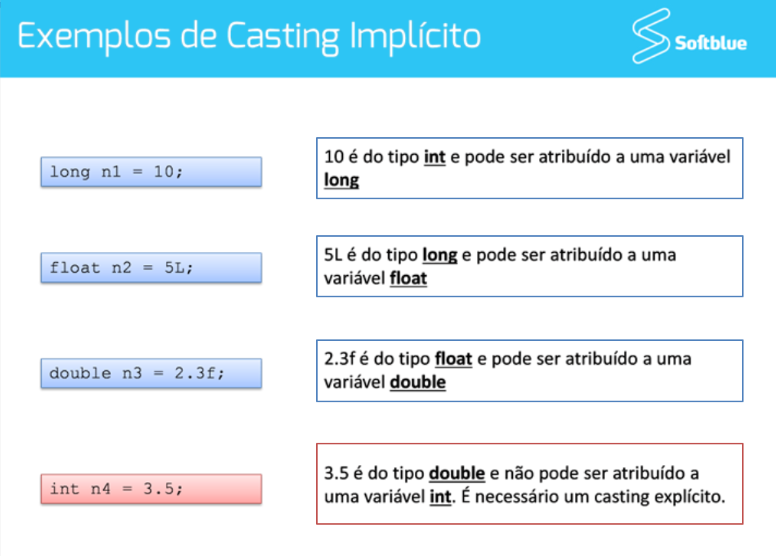 Exemplos de Casting Implícito
Softblue
long n1 = 10;
10 é do tipo int e pode ser atribuído a uma variável
long
float n2 = 5L;
5L é do tipo long e pode ser atribuído a uma
variável float
double n3 = 2.3f;
2.3f é do tipo float e pode ser atribuído a uma
variável double
int n4 = 3.5;
3.5 é do tipo double e não pode ser atribuído a
uma variável int. É necessário um casting explícito.